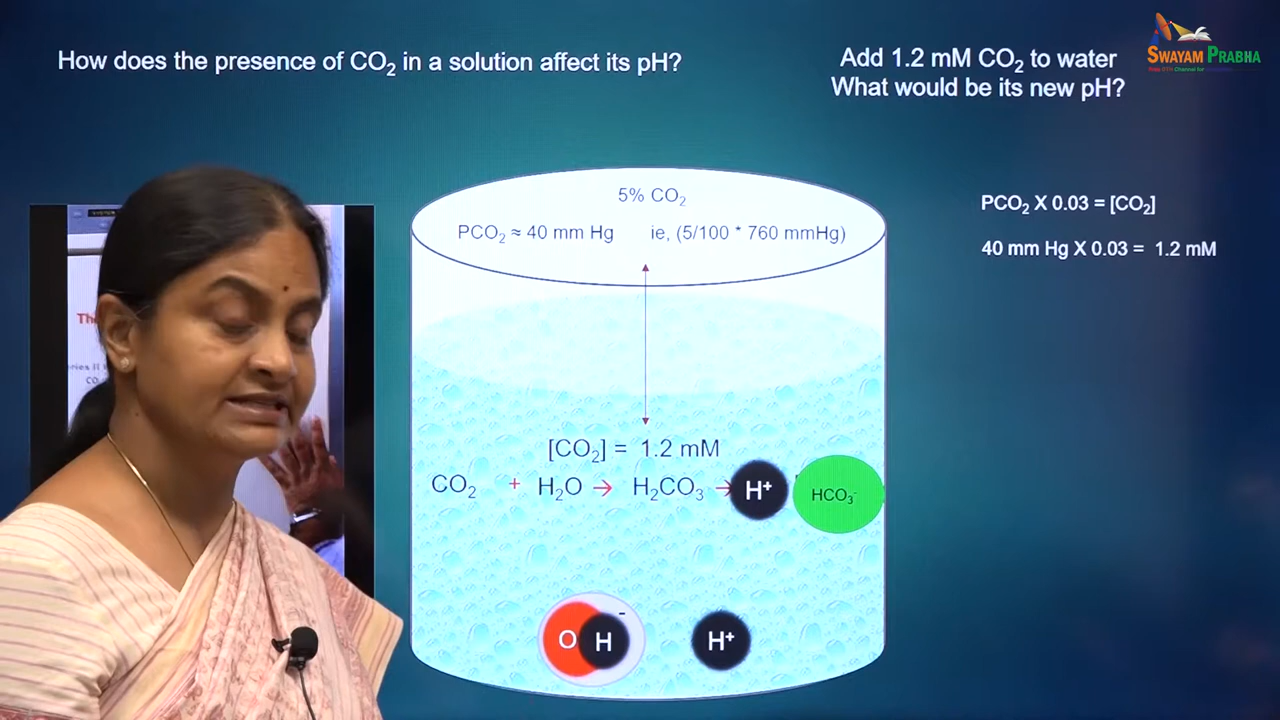 How does the presence of CO₂ in a solution affect its pH?
Add 1.2 mM CO₂ to water
What would be its new pH?
SWAYAM PRABHA
5% CO₂
PCO₂ ≈ 40 mm Hg ie, (5/100 * 760 mmHg)
PCO₂ X 0.03 = [CO₂]
40 mm Hg X 0.03 = 1.2 mM
[CO₂] = 1.2 mM
CO₂ + H₂O → H₂CO₃ → H⁺ HCO₃⁻
O H⁻ H⁺
CO